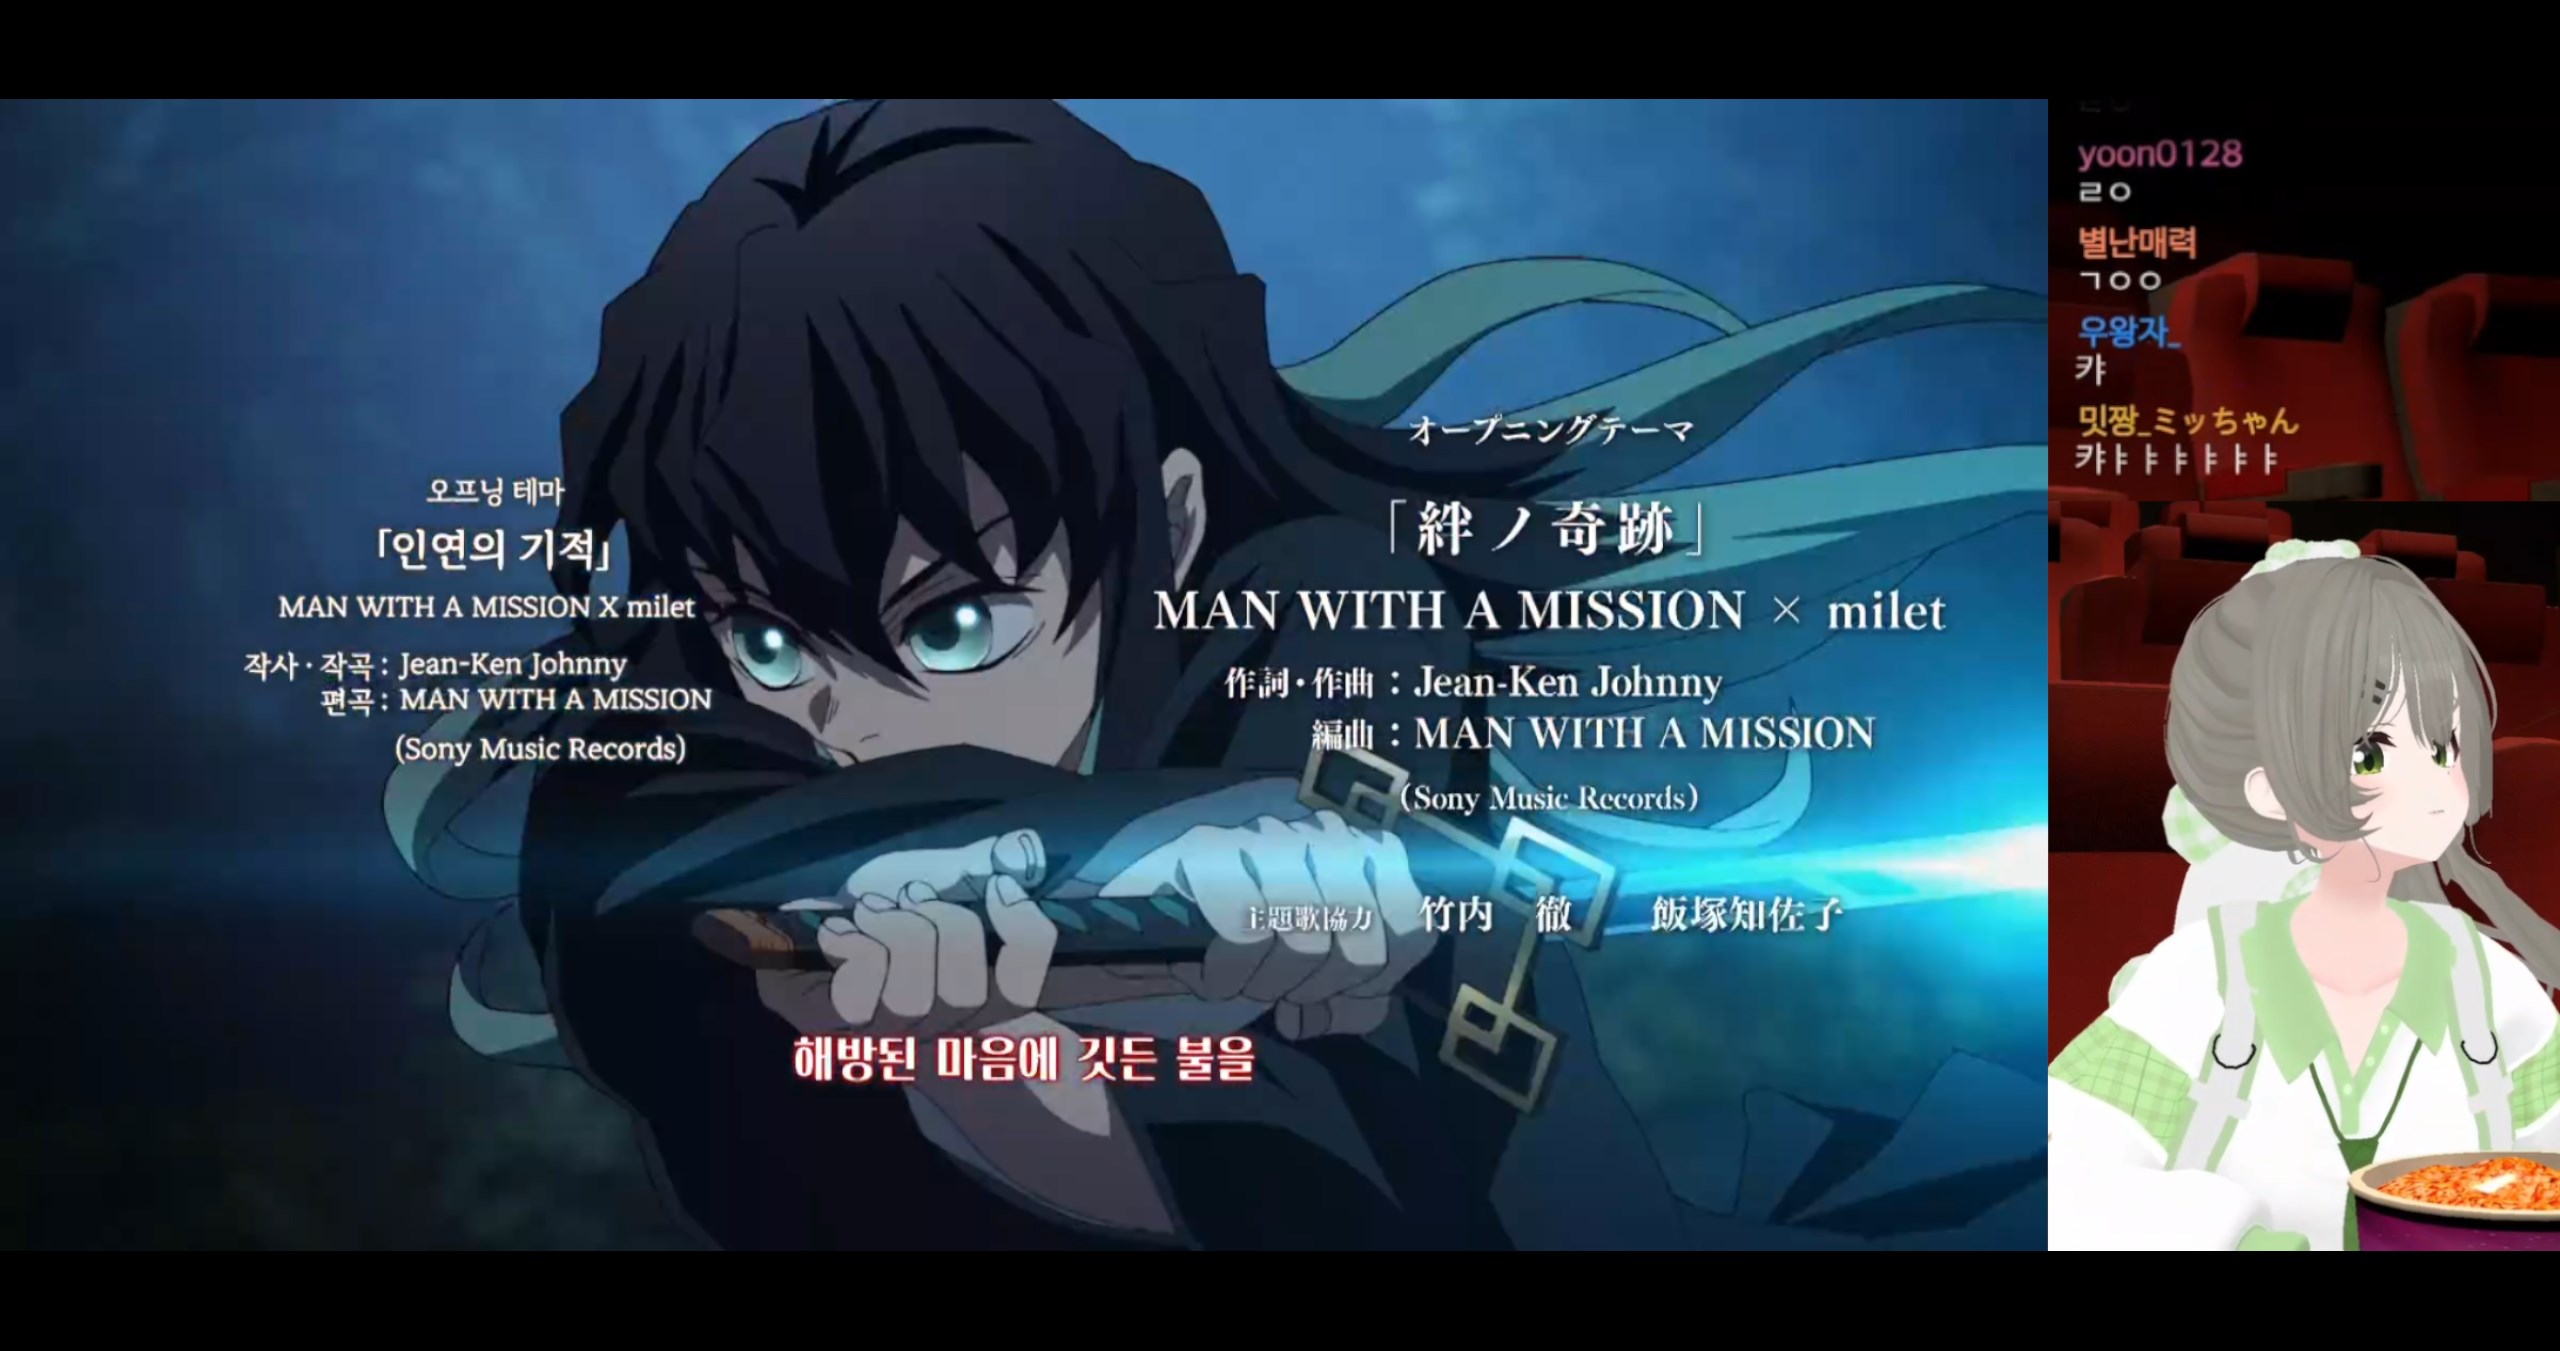 오프닝 테마
「인연의 기적」
MAN WITH A MISSION X milet
작사·작곡 : Jean-Ken Johnny
편곡 : MAN WITH A MISSION
(Sony Music Records)
オープニングテーマ
「絆ノ奇跡」
MAN WITH A MISSION × milet
作詞・作曲：Jean-Ken Johnny
編曲：MAN WITH A MISSION
(Sony Music Records)
主題歌協力 竹内 徹 飯塚知佐子
해방된 마음에 깃든 불을
yoon0128
ㄹㅇ
별난매력
ㄱㅇㅇ
우왕자_
캬
밋짱_ミッちゃん
캬ㅑㅑㅑㅑㅑㅑ